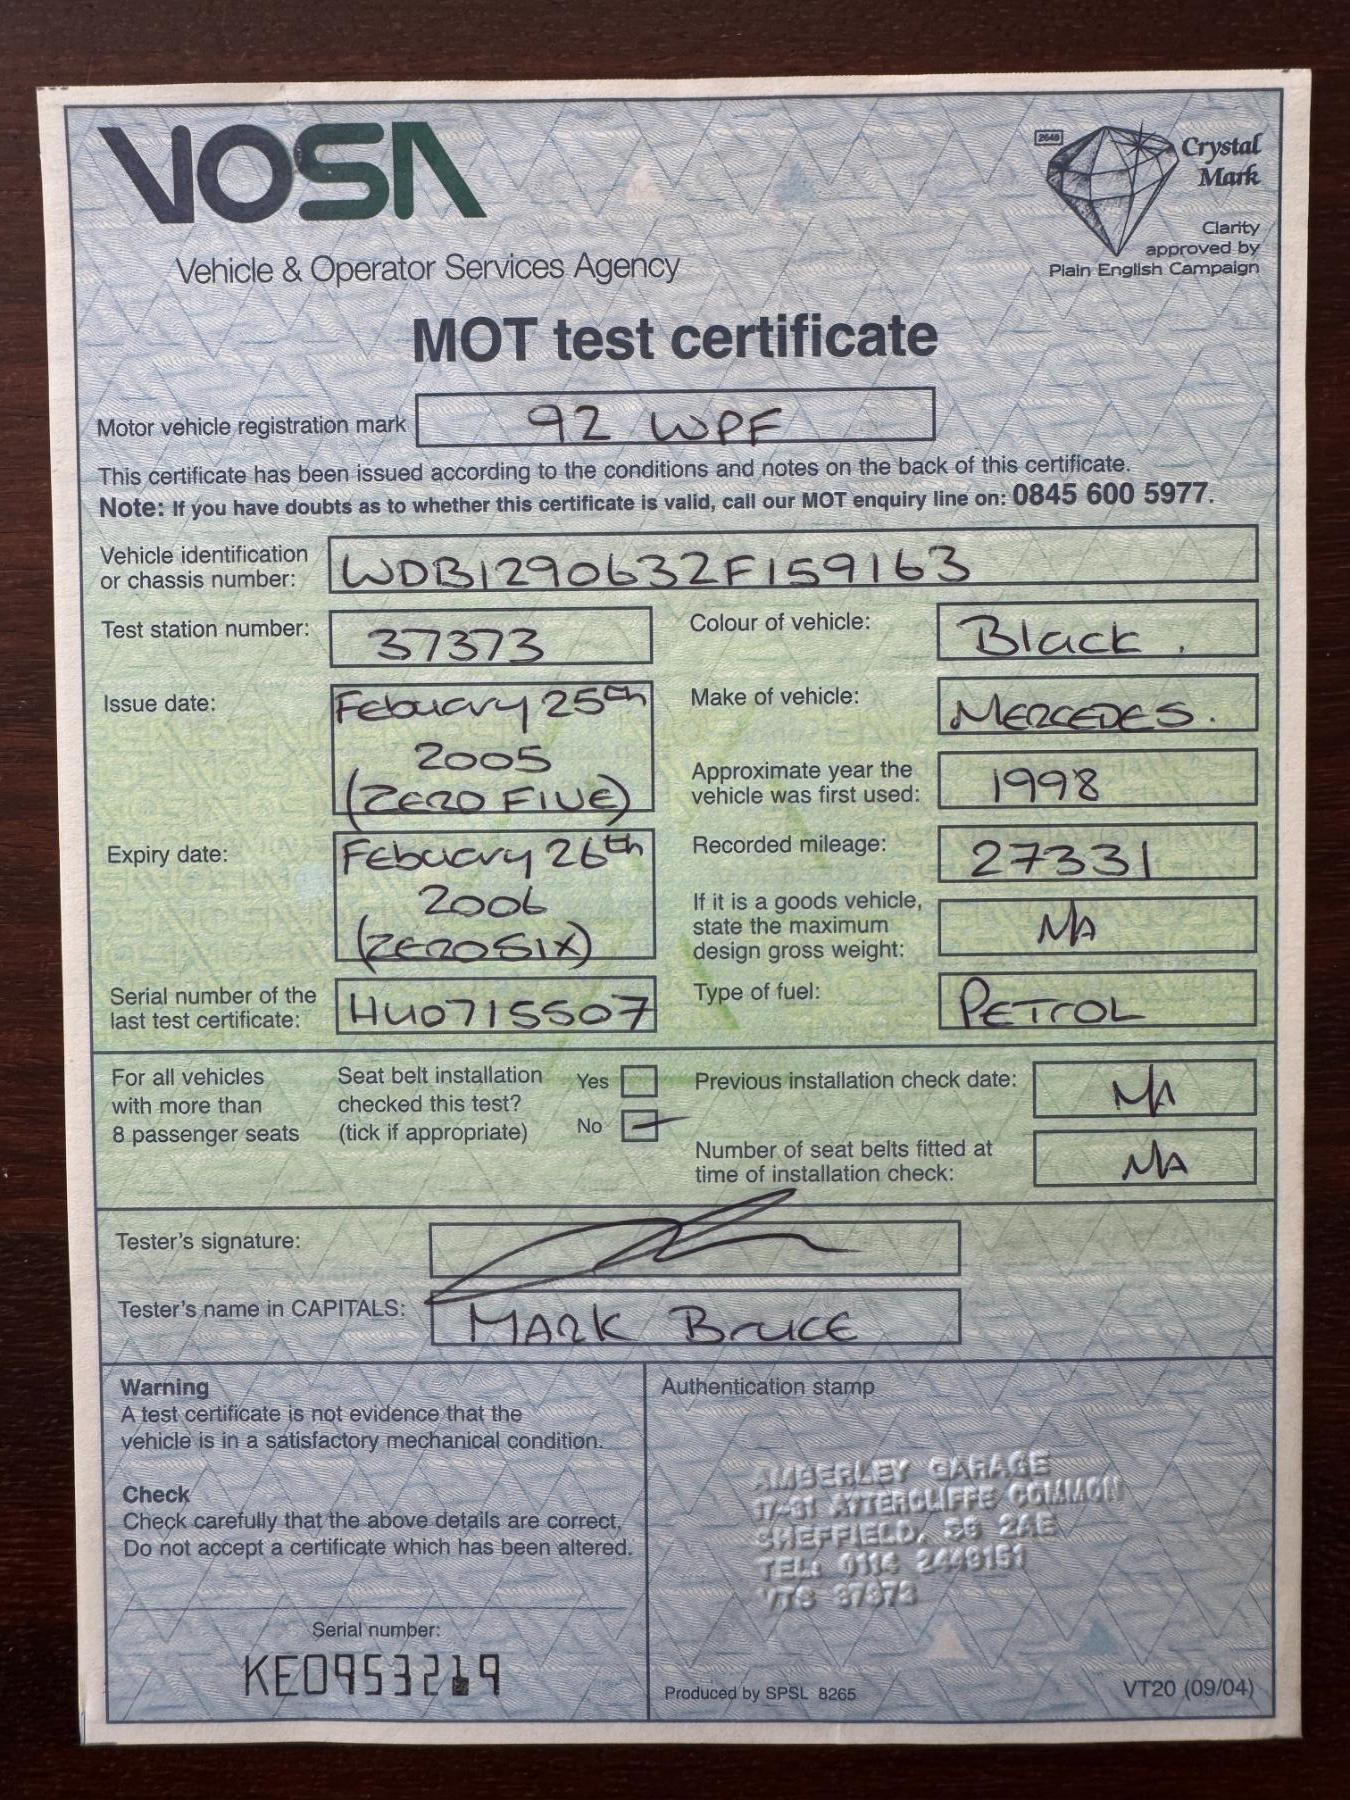 VOSA
Vehicle & Operator Services Agency
2648
Crystal
Mark
Clarity
approved by
Plain English Campaign
MOT test certificate
Motor vehicle registration mark 92 WPF
This certificate has been issued according to the conditions and notes on the back of this certificate.
Note: If you have doubts as to whether this certificate is valid, call our MOT enquiry line on: 0845 600 5977.
Vehicle identification
or chassis number: WDB1290632F159163
Test station number: 37373
Colour of vehicle: Black.
Issue date: Febuary 25th
2005
(ZERO FIVE)
Make of vehicle: MERCEDES.
Approximate year the
vehicle was first used: 1998
Expiry date: Febuary 26th
2006
(ZERO SIX)
Recorded mileage: 27331
If it is a goods vehicle,
state the maximum
design gross weight: NA
Serial number of the
last test certificate: HU0715507
Type of fuel: PETROL
For all vehicles
with more than
8 passenger seats
Seat belt installation
checked this test?
(tick if appropriate)
Yes
No
Previous installation check date: NA
Number of seat belts fitted at
time of installation check: NA
Tester's signature:
Tester's name in CAPITALS: MARK BrUCE
Warning
A test certificate is not evidence that the
vehicle is in a satisfactory mechanical condition.
Check
Check carefully that the above details are correct.
Do not accept a certificate which has been altered.
Serial number:
KE0953219
Authentication stamp
AMBERLEY GARAGE
17-31 ATTERCLIFFE COMMON
SHEFFIELD. S9 2AE
TEL: 0114 2449151
VTS 37373
Produced by SPSL 8265
VT20 (09/04)